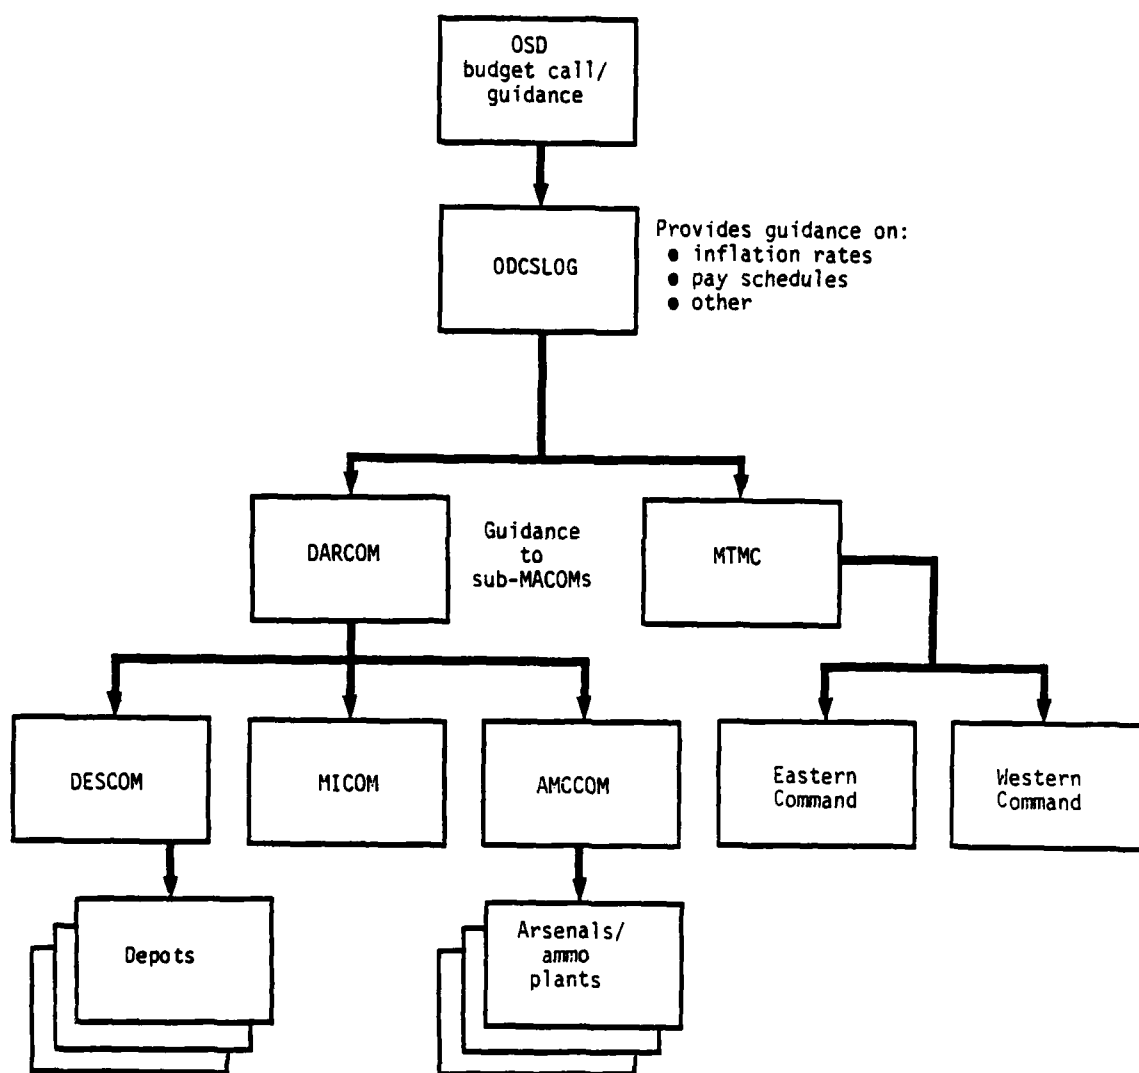 OSD
budget call/
guidance
ODCSLOG
Provides guidance on:
● inflation rates
● pay schedules
● other
DARCOM
Guidance
to
sub-MACOMs
MTMC
DESCOM
MICOM
AMCCOM
Eastern
Command
Western
Command
Depots
Arsenals/
ammo
plants